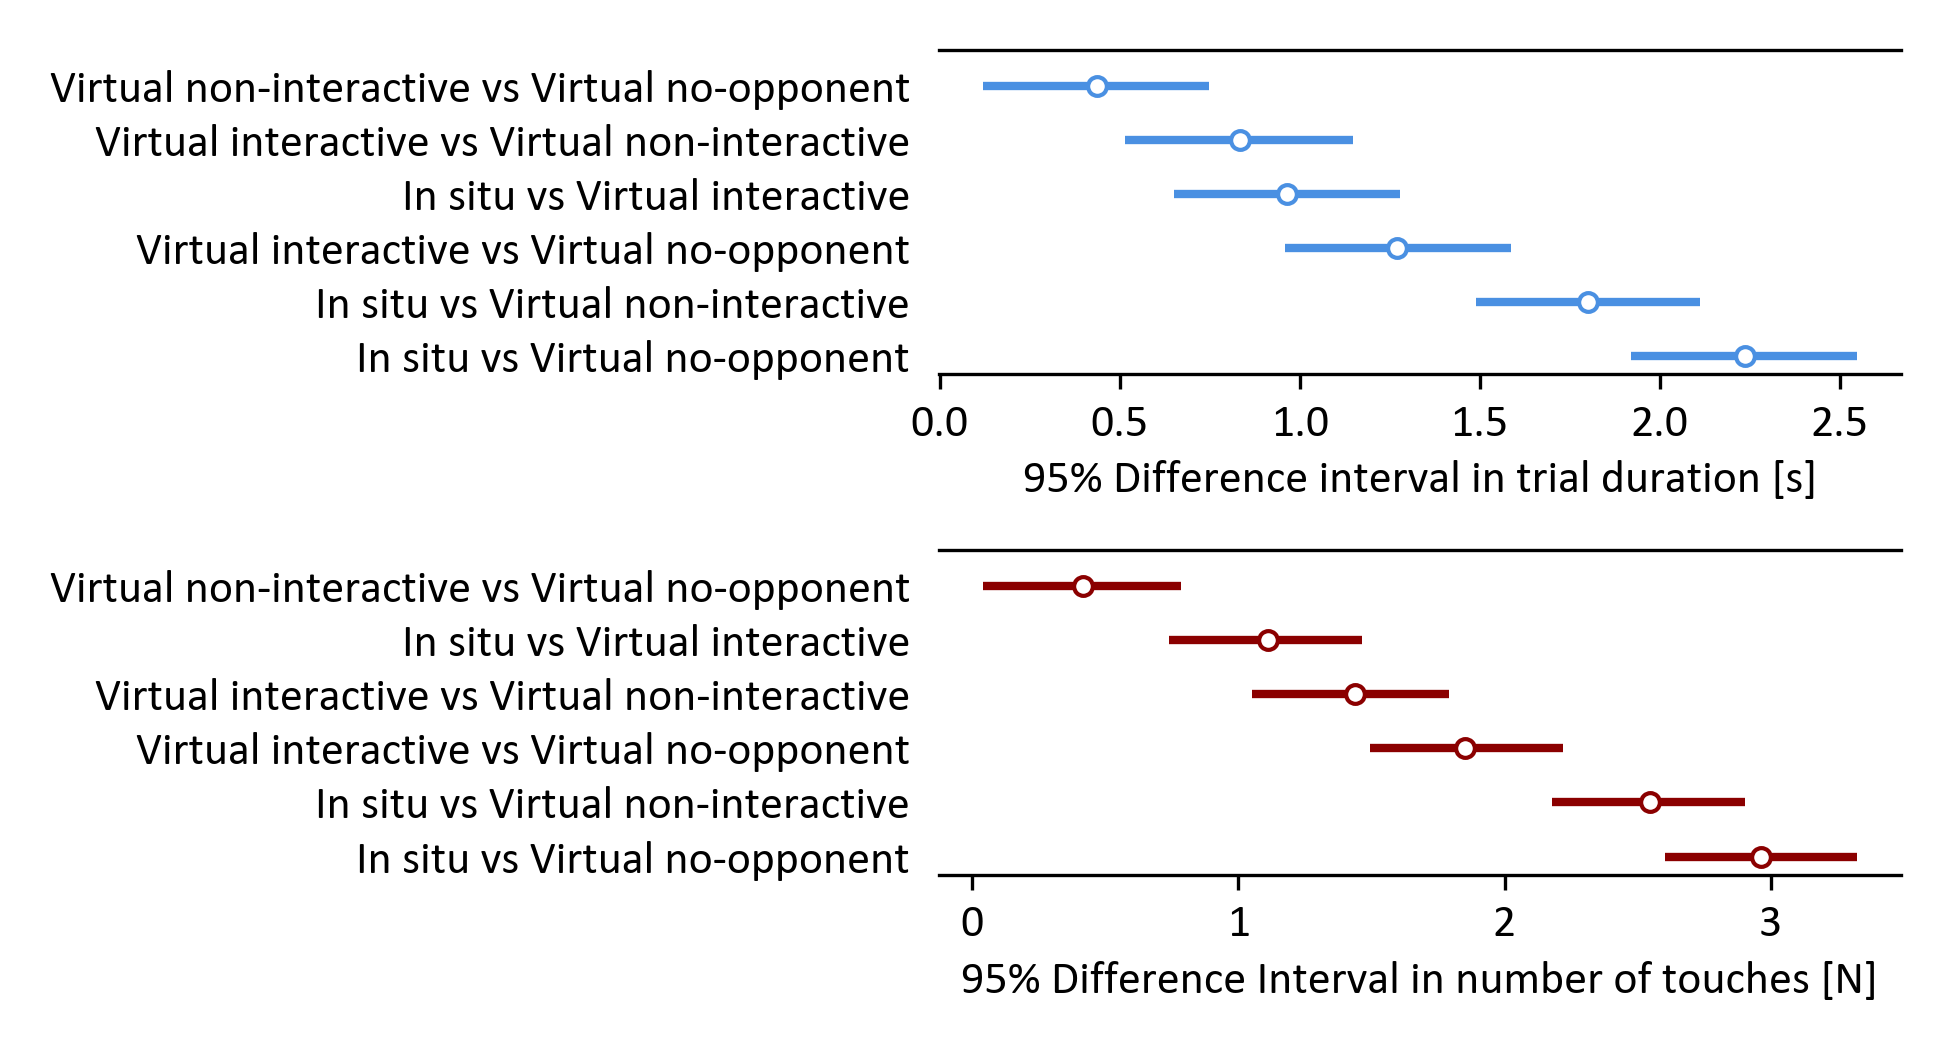 Virtual non-interactive vs Virtual no-opponent
Virtual interactive vs Virtual non-interactive
In situ vs Virtual interactive
Virtual interactive vs Virtual no-opponent
In situ vs Virtual non-interactive
In situ vs Virtual no-opponent
0.0 0.5 1.0 1.5 2.0 2.5
95% Difference interval in trial duration [s]
Virtual non-interactive vs Virtual no-opponent
In situ vs Virtual interactive
Virtual interactive vs Virtual non-interactive
Virtual interactive vs Virtual no-opponent
In situ vs Virtual non-interactive
In situ vs Virtual no-opponent
0 1 2 3
95% Difference Interval in number of touches [N]